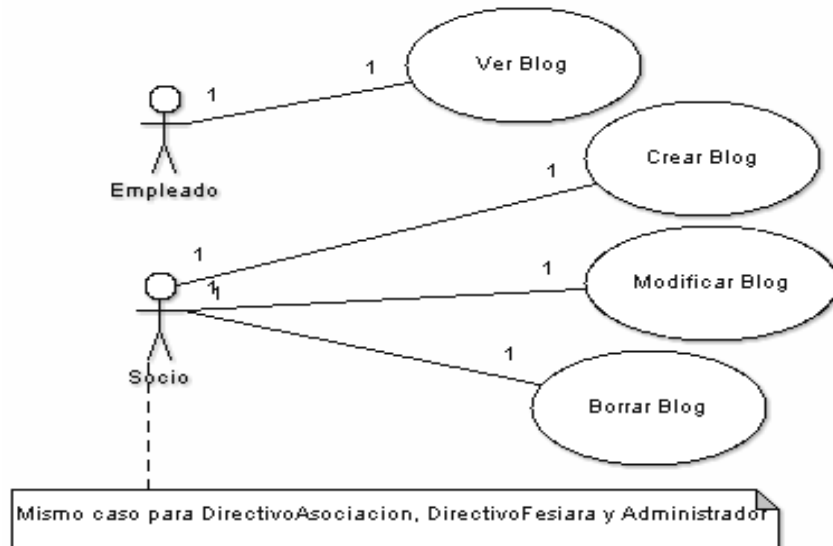 Ver Blog
1
1
Empleado
Crear Blog
1
1
Modificar Blog
1
1
1
Socio
Borrar Blog
1
Mismo caso para DirectivoAsociacion, DirectivoFesiara y Administrador